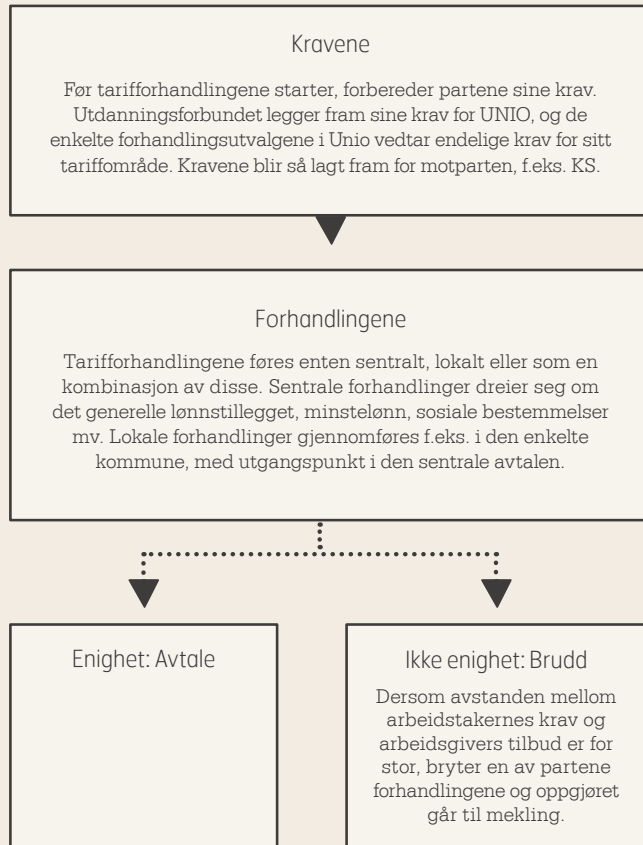 Kravene
Før tarifforhandlingene starter, forbereder partene sine krav.
Utdanningsforbundet legger fram sine krav for UNIO, og de
enkelte forhandlingsutvalgene i Unio vedtar endelige krav for sitt
tariffområde. Kravene blir så lagt fram for motparten, f.eks. KS.
Forhandlingene
Tarifforhandlingene føres enten sentralt, lokalt eller som en
kombinasjon av disse. Sentrale forhandlinger dreier seg om
det generelle lønnstillegget, minstelønn, sosiale bestemmelser
mv. Lokale forhandlinger gjennomføres f.eks. i den enkelte
kommune, med utgangspunkt i den sentrale avtalen.
Enighet: Avtale
Ikke enighet: Brudd
Dersom avstanden mellom
arbeidstakernes krav og
arbeidsgivers tilbud er for
stor, bryter en av partene
forhandlingene og oppgjøret
går til mekling.